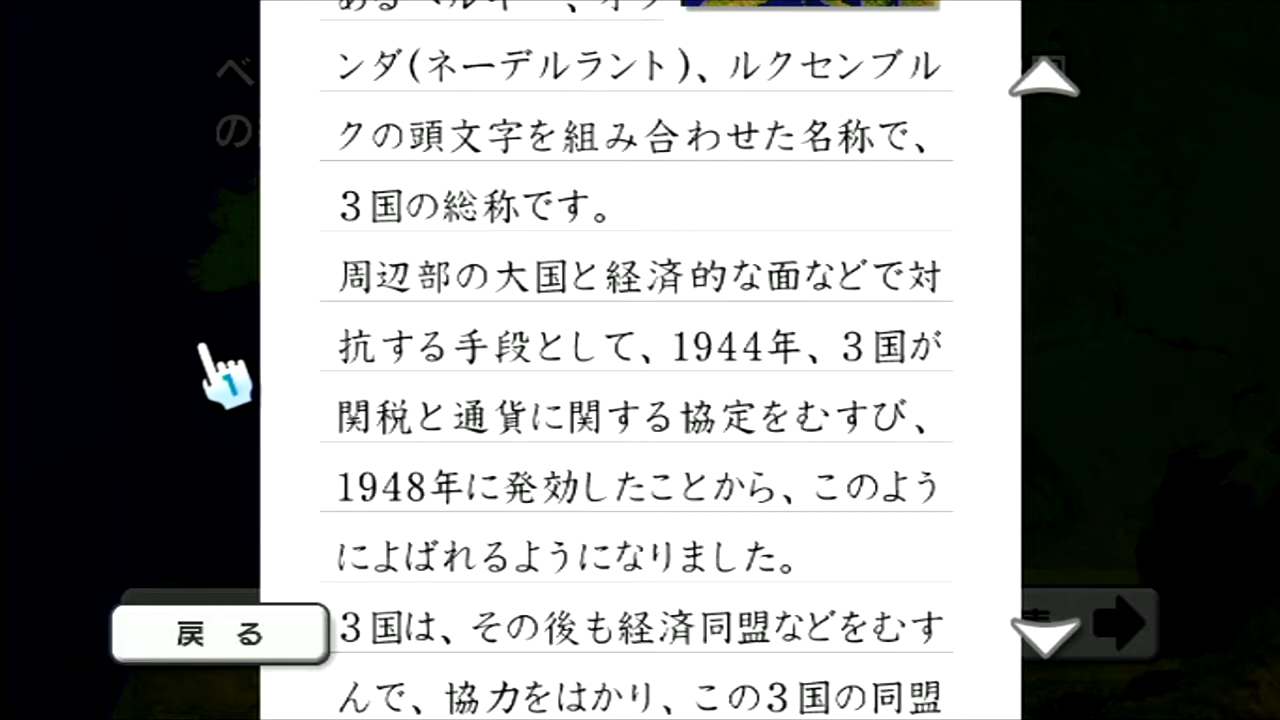 ンダ(ネーデルラント)、ルクセンブル
クの頭文字を組み合わせた名称で、
3国の総称です。
周辺部の大国と経済的な面などで対
抗する手段として、1944年、3国が
関税と通貨に関する協定をむすび、
1948年に発効したことから、このよう
によばれるようになりました。
3国は、その後も経済同盟などをむす
んで、協力をはかり、この3国の同盟
戻る
1
ベ
の